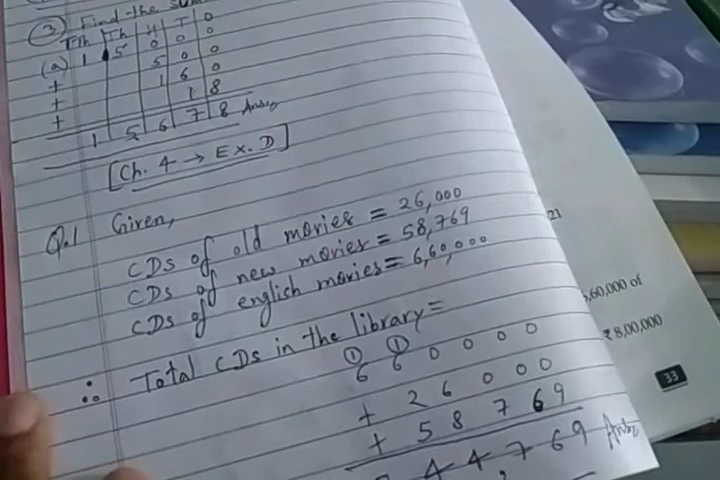 ③ Find the sum
TTh Th H T O
(a) 1 5 0 0 0
+ 5 0 0
+ 1 6 0
+ 1 8
1 5 6 7 8 Answ
[Ch. 4 → Ex. D]
Q.1 Given,
CDs of old movies = 26,000
CDs of new movies = 58,769
CDs of english movies = 6,60,000
∴ Total CDs in the library =
① ①
6 6 0 0 0 0
+ 2 6 0 0 0
+ 5 8 7 6 9
4 4, 7 6 9 Answ
21
,60,000 of
₹ 8,00,000
33